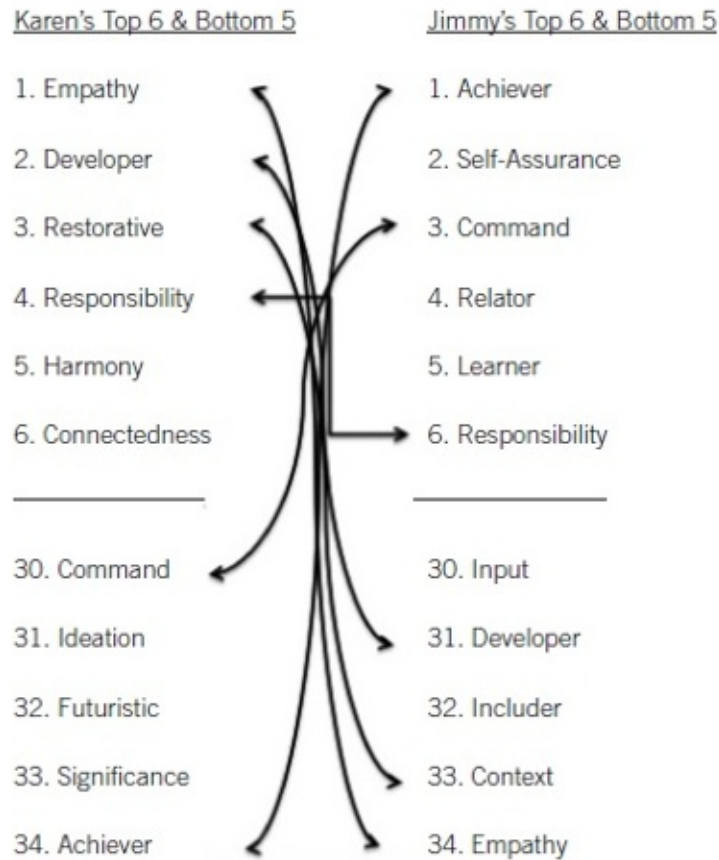 Karen's Top 6 & Bottom 5
1. Empathy
2. Developer
3. Restorative
4. Responsibility
5. Harmony
6. Connectedness
30. Command
31. Ideation
32. Futuristic
33. Significance
34. Achiever
Jimmy's Top 6 & Bottom 5
1. Achiever
2. Self-Assurance
3. Command
4. Relator
5. Learner
6. Responsibility
30. Input
31. Developer
32. Includer
33. Context
34. Empathy